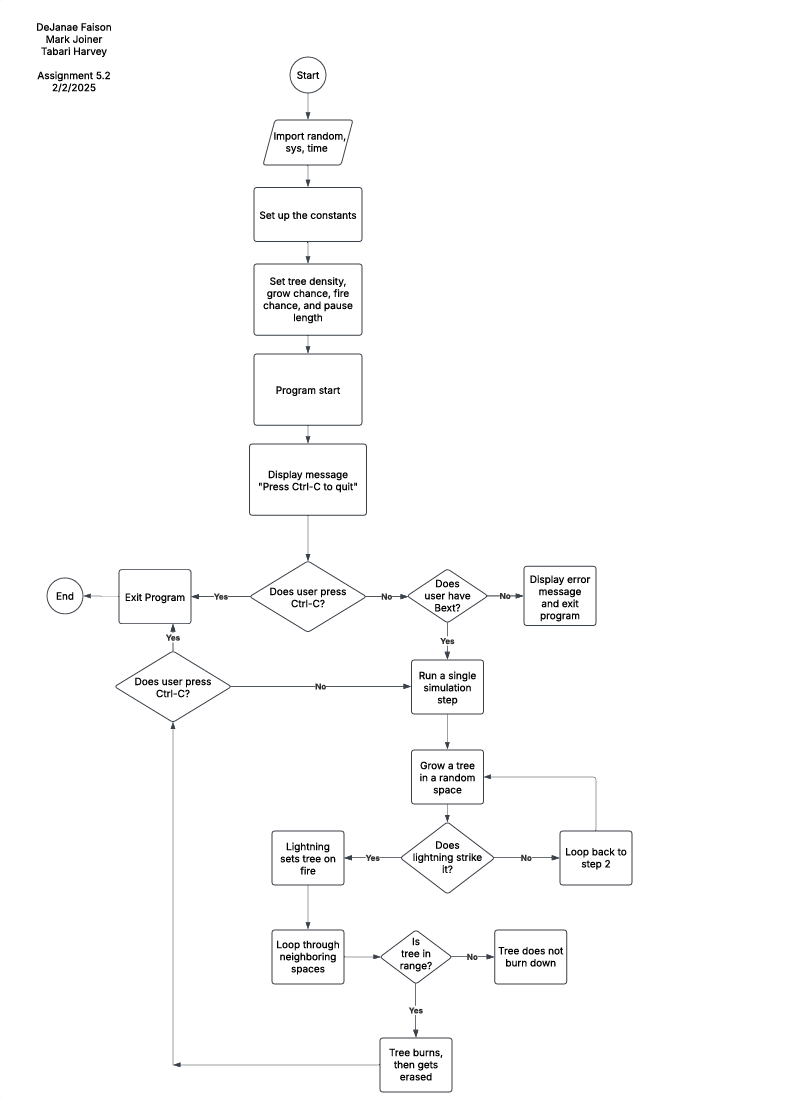 DeJanae Faison
Mark Joiner
Tabari Harvey
Assignment 5.2
2/2/2025
Start
Import random,
sys, time
Set up the constants
Set tree density,
grow chance, fire
chance, and pause
length
Program start
Display message
"Press Ctrl-C to quit"
Does user press
Ctrl-C?
Yes
Exit Program
End
No
Does
user have
Bext?
No
Display error
message
and exit
program
Yes
Yes
Does user press
Ctrl-C?
No
Run a single
simulation
step
Grow a tree
in a random
space
Does
lightning strike
it?
No
Loop back to
step 2
Yes
Lightning
sets tree on
fire
Loop through
neighboring
spaces
Is
tree in
range?
No
Tree does not
burn down
Yes
Tree burns,
then gets
erased